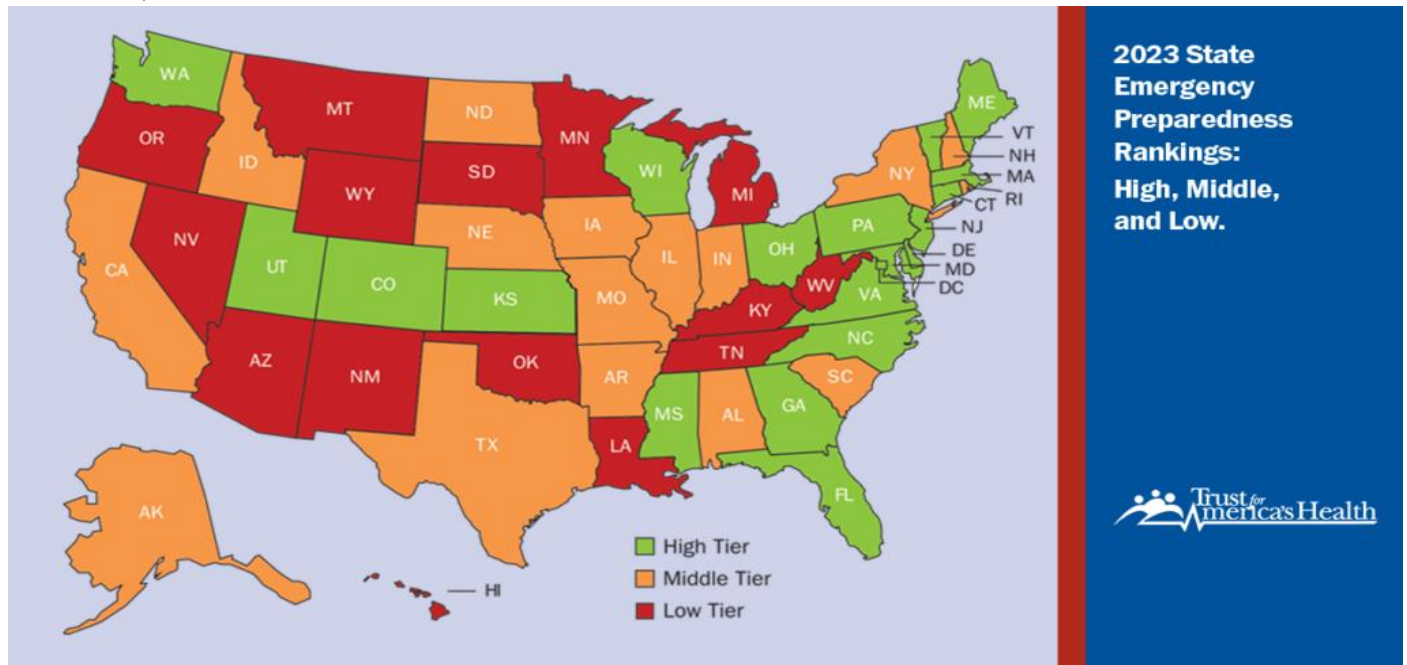 WA
MT
ND
MN
ME
OR
ID
SD
WI
VT
NH
WY
MI
NY
MA
RI
CT
NV
NE
IA
PA
NJ
CA
UT
CO
KS
IL
IN
OH
DE
MD
DC
MO
WV
VA
KY
NC
AZ
NM
OK
AR
TN
SC
TX
LA
MS
AL
GA
AK
FL
HI
High Tier
Middle Tier
Low Tier
2023 State
Emergency
Preparedness
Rankings:
High, Middle,
and Low.
Trust for
America's Health